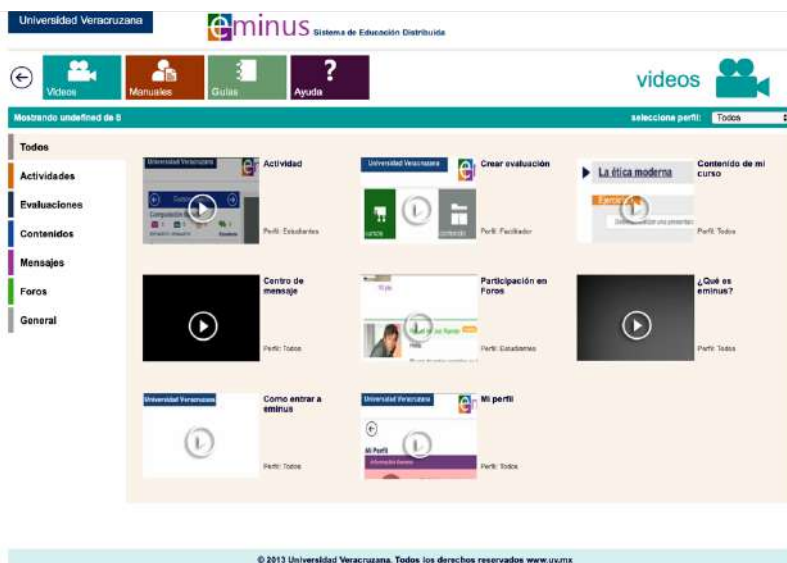 Universidad Veracruzana
eminus Sistema de Educación Distribuida
Videos
Manuales
Guías
Ayuda
videos
Mostrando undefined de 8
seleccione perfil:
Todos
Todos
Actividades
Evaluaciones
Contenidos
Mensajes
Foros
General
Universidad Veracruzana
Actividad
Perfil: Estudiantes
Universidad Veracruzana
Crear evaluación
Perfil: Facilitador
La ética moderna
Contenido de mi
curso
Perfil: Todos
Centro de
mensaje
Perfil: Todos
Participación en
Foros
Perfil: Estudiantes
¿Qué es
eminus?
Perfil: Todos
Universidad Veracruzana
Como entrar a
eminus
Perfil: Todos
Universidad Veracruzana
Mi Perfil
Mi perfil
Perfil: Todos
© 2013 Universidad Veracruzana. Todos los derechos reservados www.uv.mx